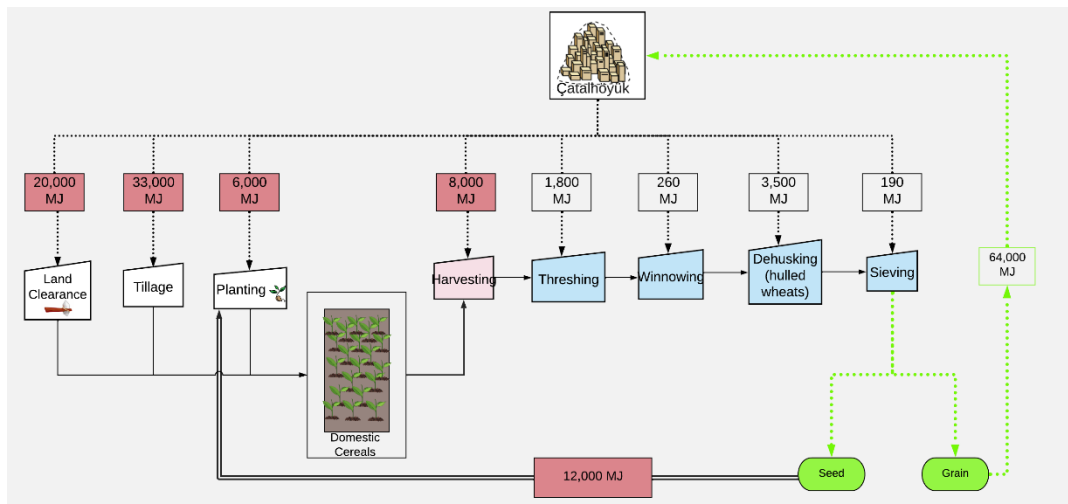 Çatalhöyük
20,000
MJ
33,000
MJ
6,000
MJ
8,000
MJ
1,800
MJ
260
MJ
3,500
MJ
190
MJ
64,000
MJ
Land
Clearance
Tillage
Planting
Harvesting
Threshing
Winnowing
Dehusking
(hulled
wheats)
Sieving
Domestic
Cereals
12,000 MJ
Seed
Grain